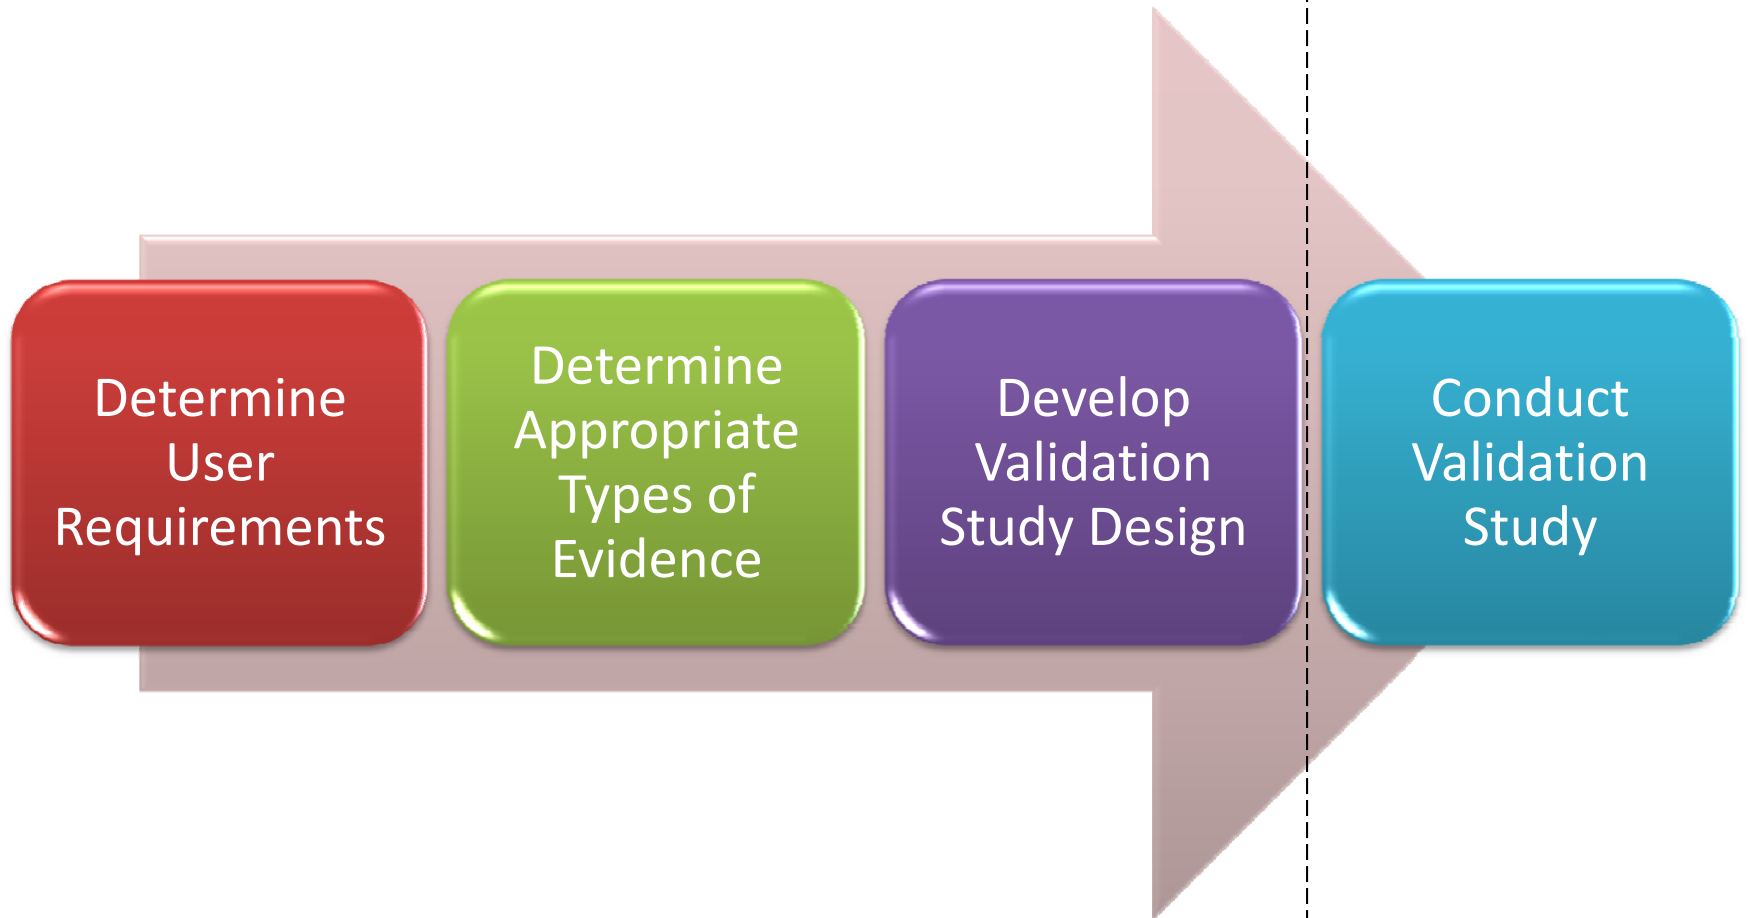 Determine
User
Requirements
Determine
Appropriate
Types of
Evidence
Develop
Validation
Study Design
Conduct
Validation
Study